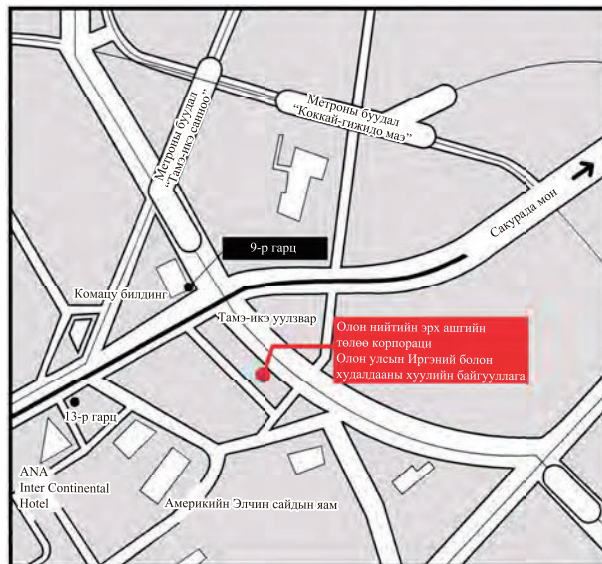 Метроны буудал
“Тамэ-икэ санноо”
Метроны буудал
“Коккай-гижидо маэ”
Сакурада мон
9-р гарц
Комацу билдинг
Тамэ-икэ уулзвар
Олон нийтийн эрх ашгийн
төлөө корпораци
Олон улсын Иргэний болон
худалдааны хуулийн байгууллага
13-р гарц
ANA
Inter Continental
Hotel
Америкийн Элчин сайдын яам